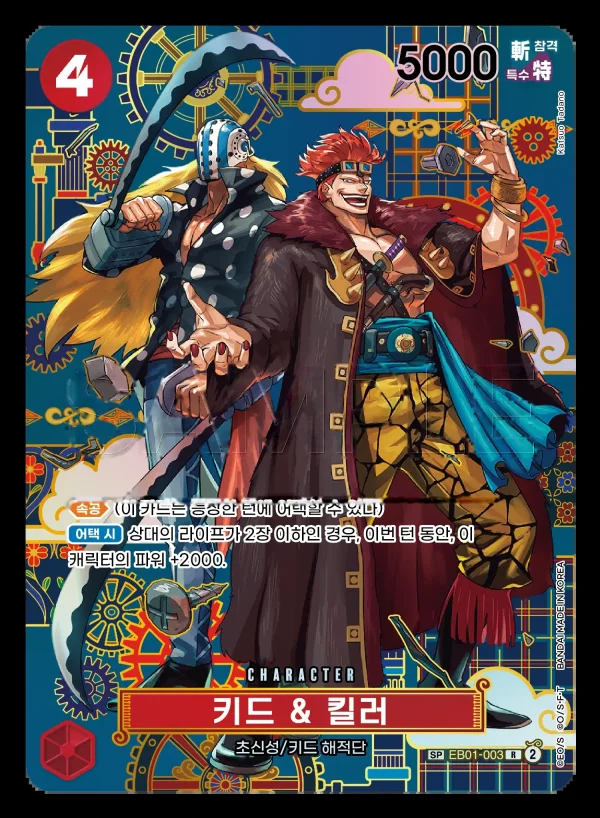 4
5000
斬 참격
특수 特
Katsuo Tadano
SAMPLE
속공 (이 카드는 등장한 턴에 어택할 수 있다)
어택 시 상대의 라이프가 2장 이하인 경우, 이번 턴 동안, 이
캐릭터의 파워 +2000.
CHARACTER
키드 & 킬러
초신성/키드 해적단
SP EB01-003 R 2
©E.O/S. ©O/S·F·T BANDAI MADE IN KOREA